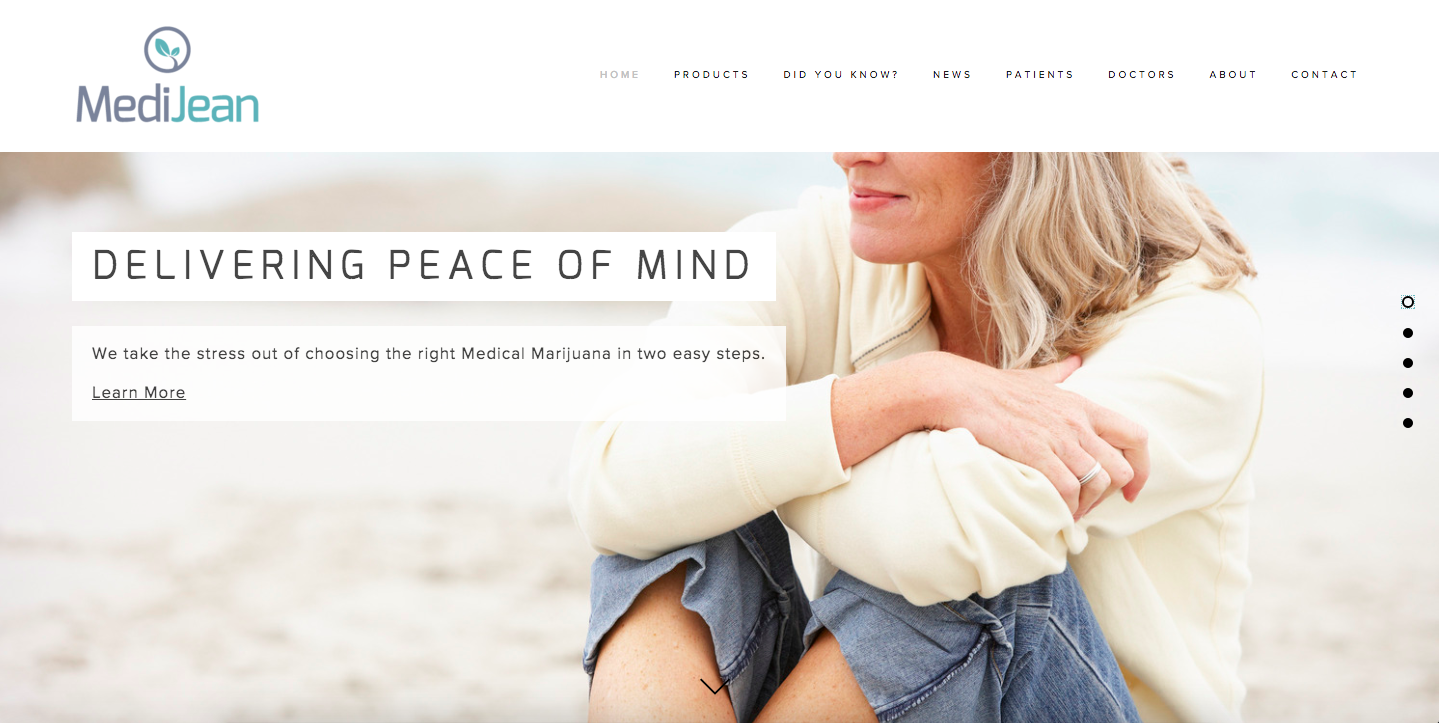 MediJean
HOME PRODUCTS DID YOU KNOW? NEWS PATIENTS DOCTORS ABOUT CONTACT
DELIVERING PEACE OF MIND
We take the stress out of choosing the right Medical Marijuana in two easy steps.
Learn More